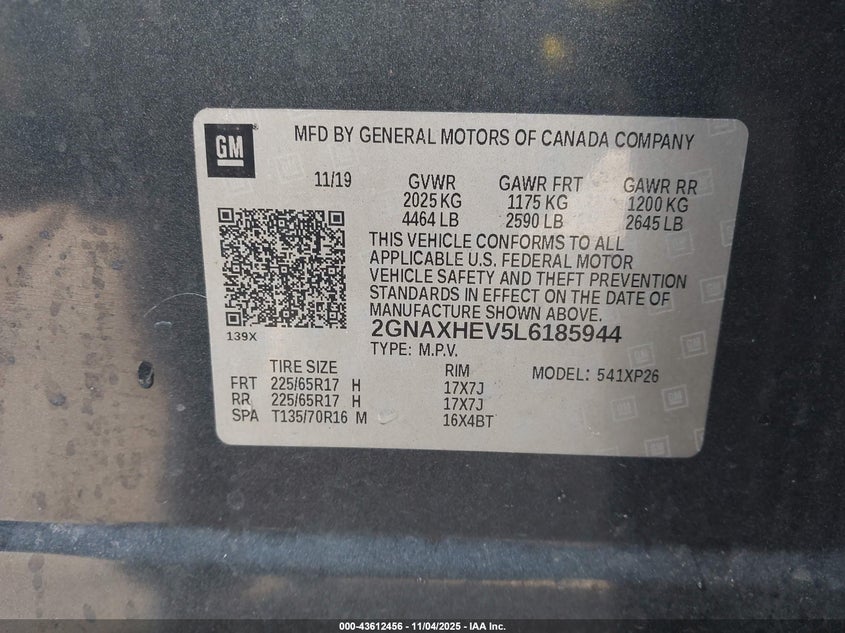 GM
MFD BY GENERAL MOTORS OF CANADA COMPANY
11/19 GVWR GAWR FRT GAWR RR
2025 KG 1175 KG 1200 KG
4464 LB 2590 LB 2645 LB
THIS VEHICLE CONFORMS TO ALL
APPLICABLE U.S. FEDERAL MOTOR
VEHICLE SAFETY AND THEFT PREVENTION
STANDARDS IN EFFECT ON THE DATE OF
MANUFACTURE SHOWN ABOVE.
139X
2GNAXHEV5L6185944
TYPE: M.P.V.
TIRE SIZE RIM MODEL: 541XP26
FRT 225/65R17 H 17X7J
RR 225/65R17 H 17X7J
SPA T135/70R16 M 16X4BT
000-43612456 - 11/04/2025 - IAA Inc.